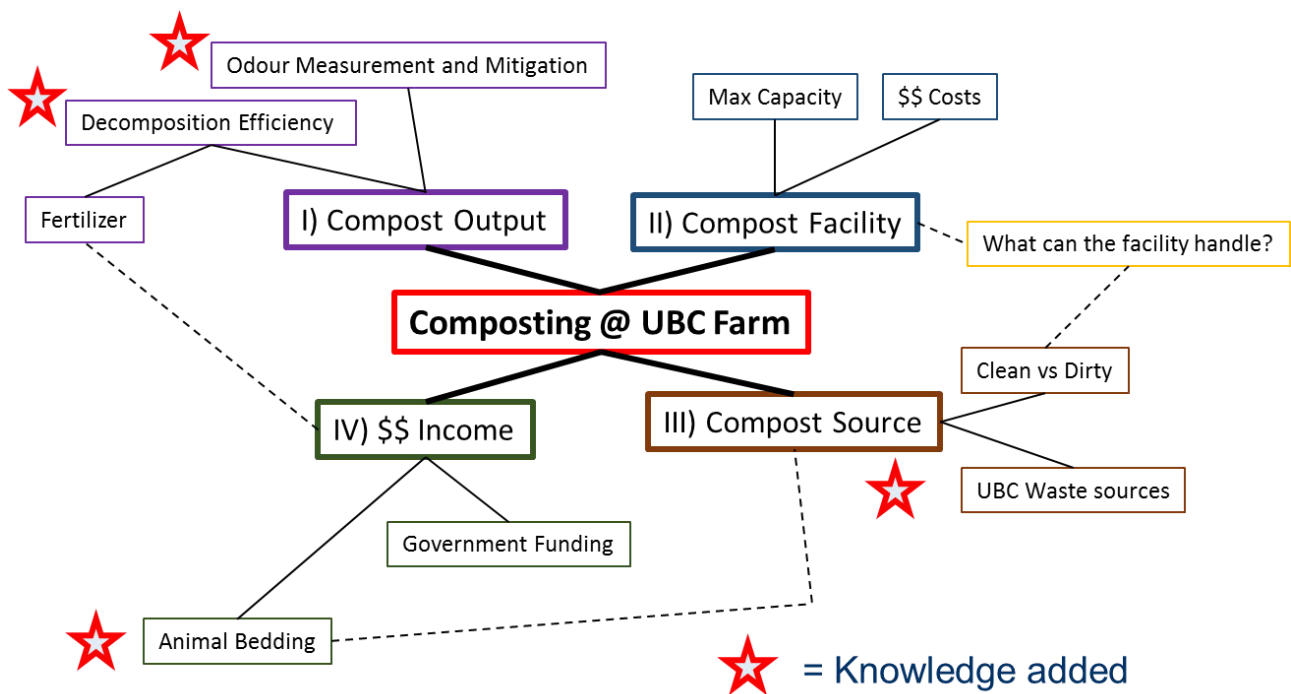 Odour Measurement and Mitigation
Decomposition Efficiency
Fertilizer
I) Compost Output
Max Capacity
$$ Costs
II) Compost Facility
What can the facility handle?
Composting @ UBC Farm
Clean vs Dirty
III) Compost Source
UBC Waste sources
IV) $$ Income
Government Funding
Animal Bedding
= Knowledge added